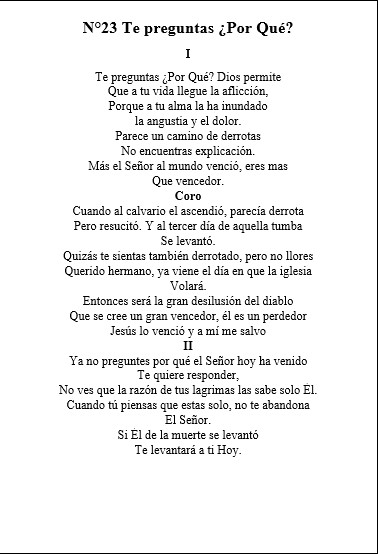 N°23 Te preguntas ¿Por Qué?
I
Te preguntas ¿Por Qué? Dios permite
Que a tu vida llegue la aflicción,
Porque a tu alma la ha inundado
la angustia y el dolor.
Parece un camino de derrotas
No encuentras explicación.
Más el Señor al mundo venció, eres mas
Que vencedor.
Coro
Cuando al calvario el ascendió, parecía derrota
Pero resucitó. Y al tercer día de aquella tumba
Se levantó.
Quizás te sientas también derrotado, pero no llores
Querido hermano, ya viene el día en que la iglesia
Volará.
Entonces será la gran desilusión del diablo
Que se cree un gran vencedor, él es un perdedor
Jesús lo venció y a mí me salvo
II
Ya no preguntes por qué el Señor hoy ha venido
Te quiere responder,
No ves que la razón de tus lagrimas las sabe solo Él.
Cuando tú piensas que estas solo, no te abandona
El Señor.
Si Él de la muerte se levantó
Te levantará a ti Hoy.